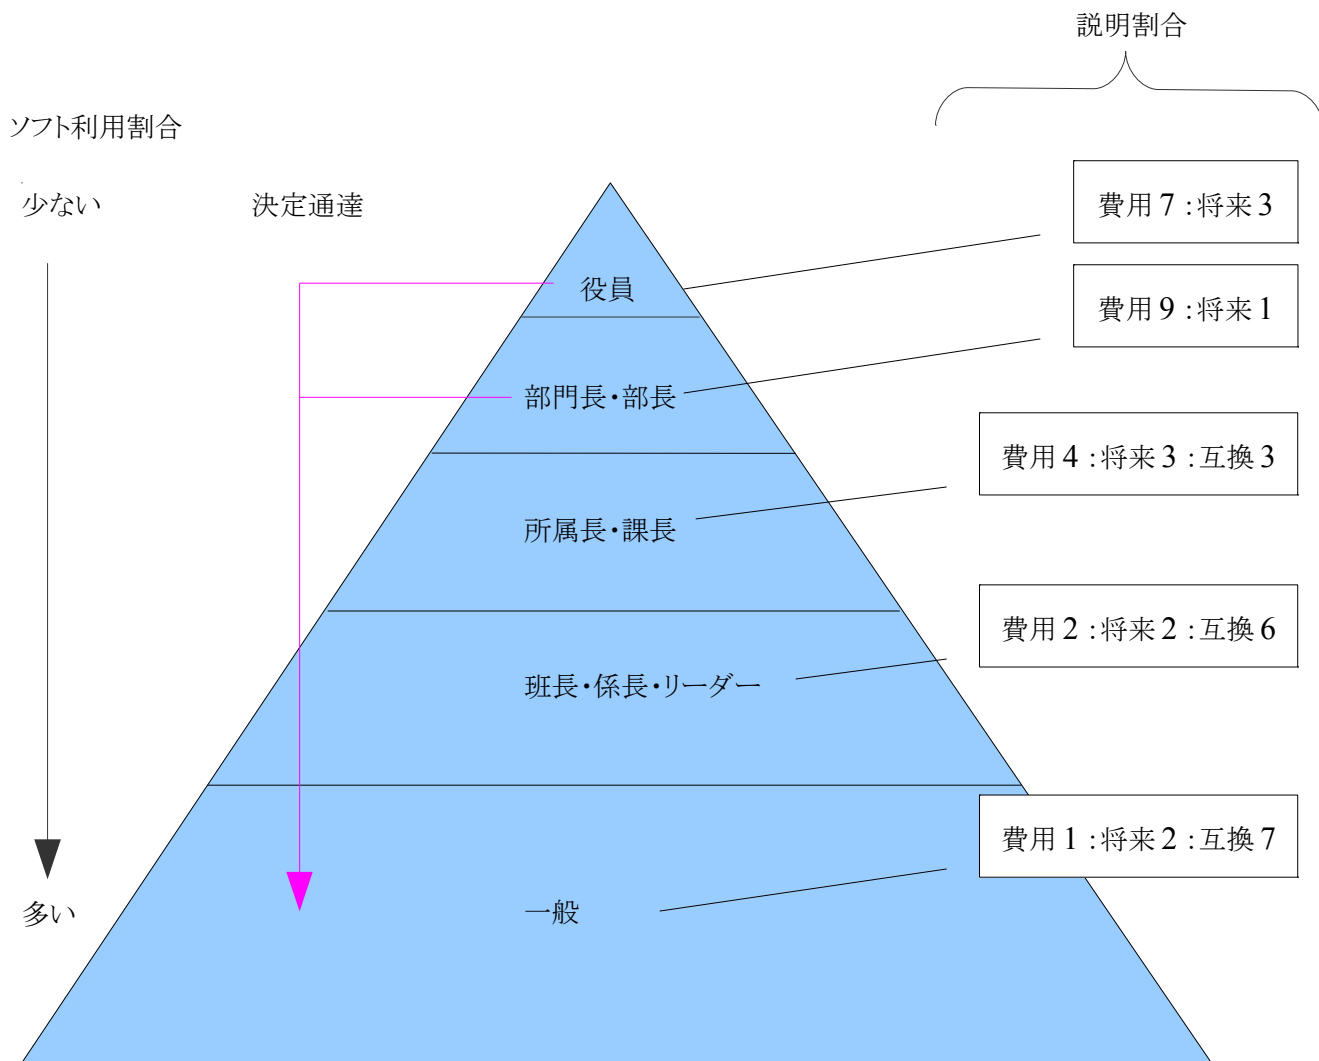 説明割合
ソフト利用割合
少ない
決定通達
費用7:将来3
役員
費用9:将来1
部門長・部長
費用4:将来3:互換3
所属長・課長
費用2:将来2:互換6
班長・係長・リーダー
費用1:将来2:互換7
多い
一般